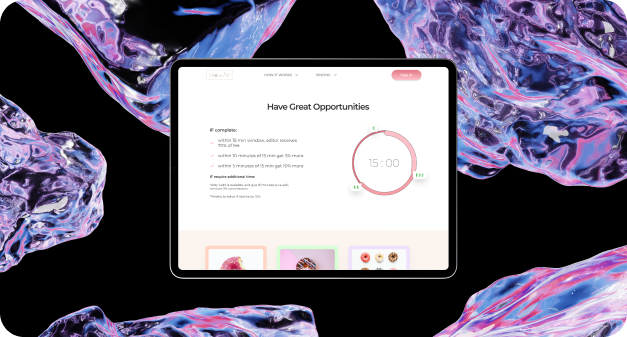 HOW IT WORKS
PRICING
Sign in
Have Great Opportunities
IF complete:
within 15 min window, editor receives
70% of fee
within 10 minutes of 15 min get 5% more
within 5 minutes of 15 min get 10% more
IF require additional time:
15 : 00